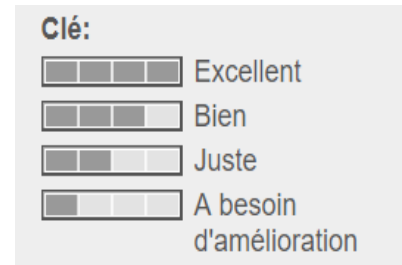 Clé:
Excellent
Bien
Juste
A besoin
d'amélioration